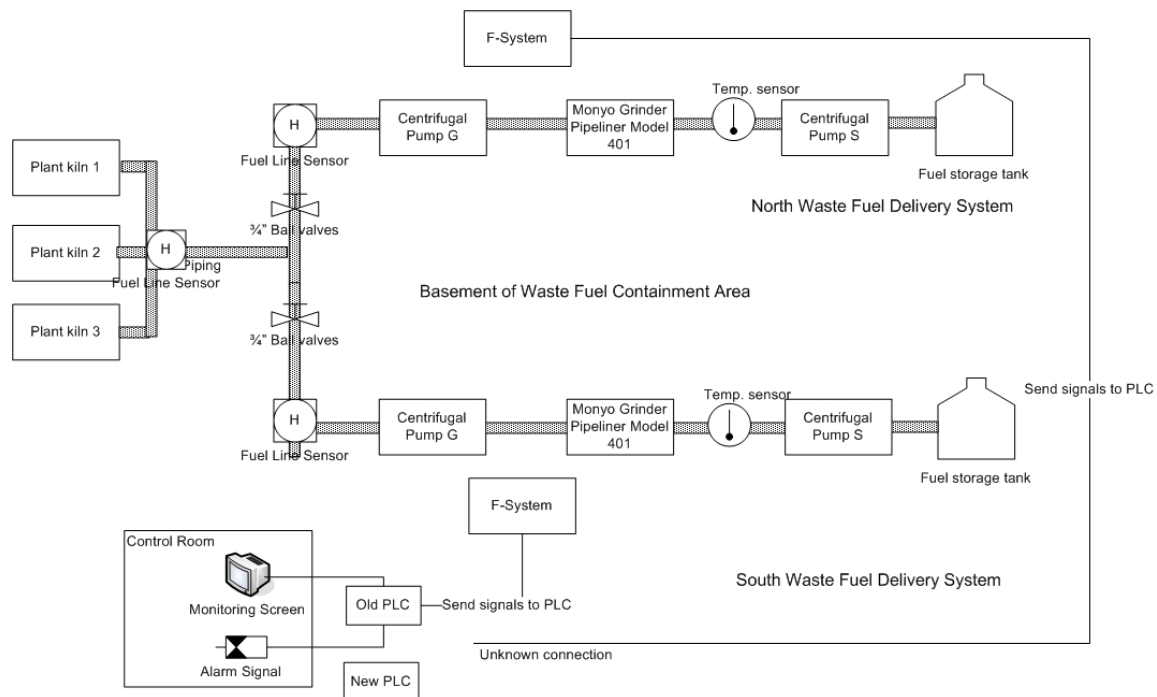 F-System
Temp. sensor
H
Centrifugal
Pump G
Monyo Grinder
Pipeliner Model
401
Centrifugal
Pump S
Fuel Line Sensor
Fuel storage tank
Plant kiln 1
North Waste Fuel Delivery System
¾" Ball valves
Plant kiln 2
H
Piping
Fuel Line Sensor
Basement of Waste Fuel Containment Area
Plant kiln 3
¾" Ball valves
Send signals to PLC
Temp. sensor
H
Centrifugal
Pump G
Monyo Grinder
Pipeliner Model
401
Centrifugal
Pump S
Fuel Line Sensor
Fuel storage tank
F-System
Control Room
South Waste Fuel Delivery System
Monitoring Screen
Old PLC
Send signals to PLC
Unknown connection
Alarm Signal
New PLC